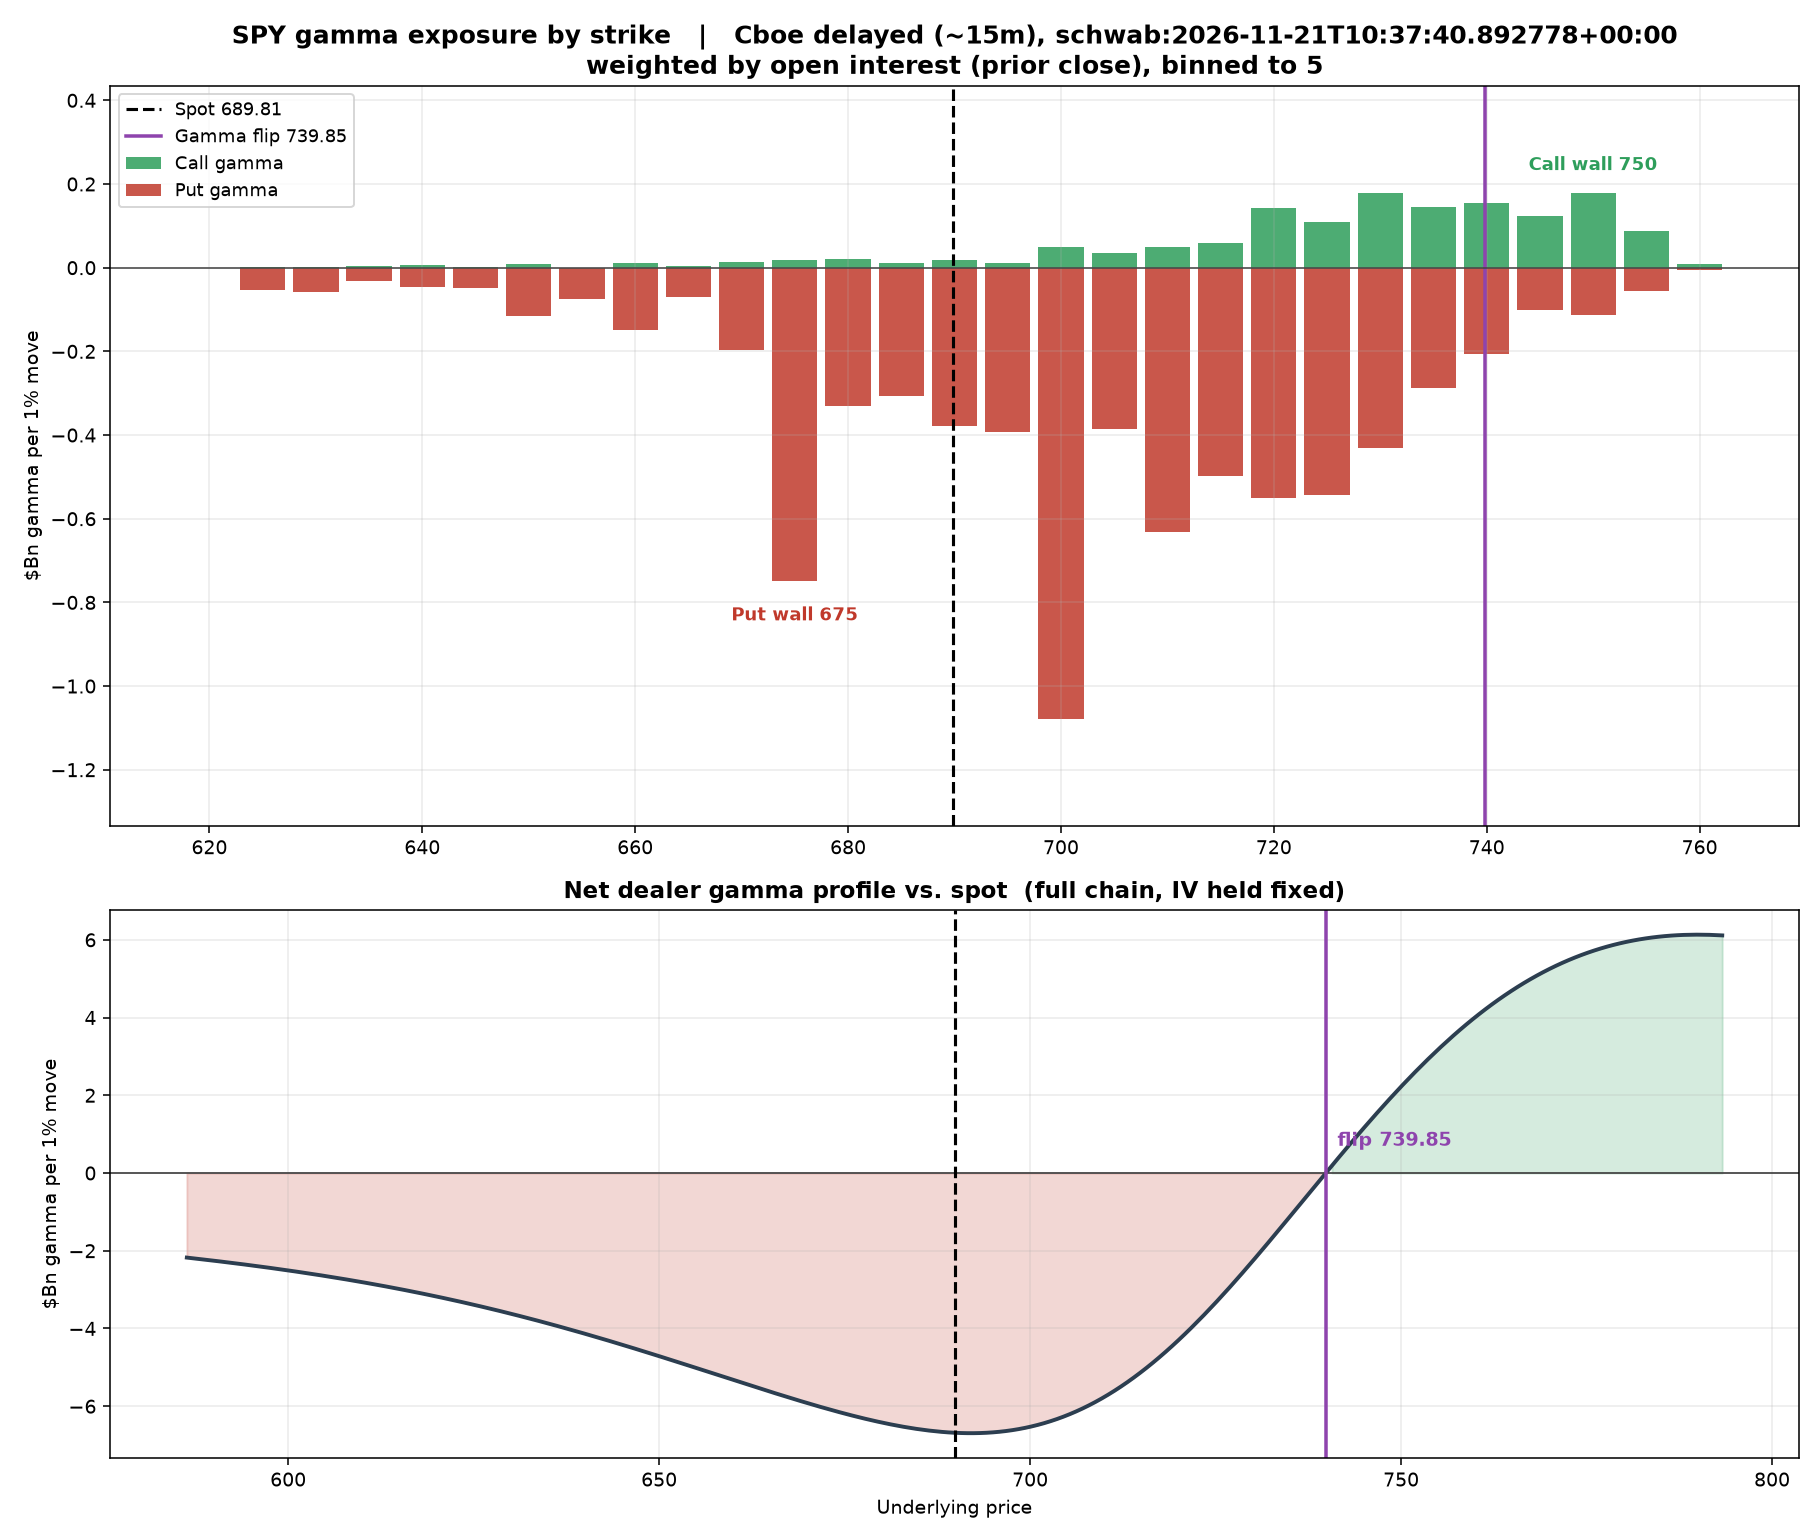 SPY gamma exposure by strike | Cboe delayed (~15m), schwab:2026-11-21T10:37:40.892778+00:00
weighted by open interest (prior close), binned to 5
Spot 689.81
Gamma flip 739.85
Call gamma
Put gamma
Call wall 750
Put wall 675
$Bn gamma per 1% move
0.4
0.2
0.0
−0.2
−0.4
−0.6
−0.8
−1.0
−1.2
620 640 660 680 700 720 740 760
Net dealer gamma profile vs. spot (full chain, IV held fixed)
flip 739.85
$Bn gamma per 1% move
6
4
2
0
−2
−4
−6
600 650 700 750 800
Underlying price